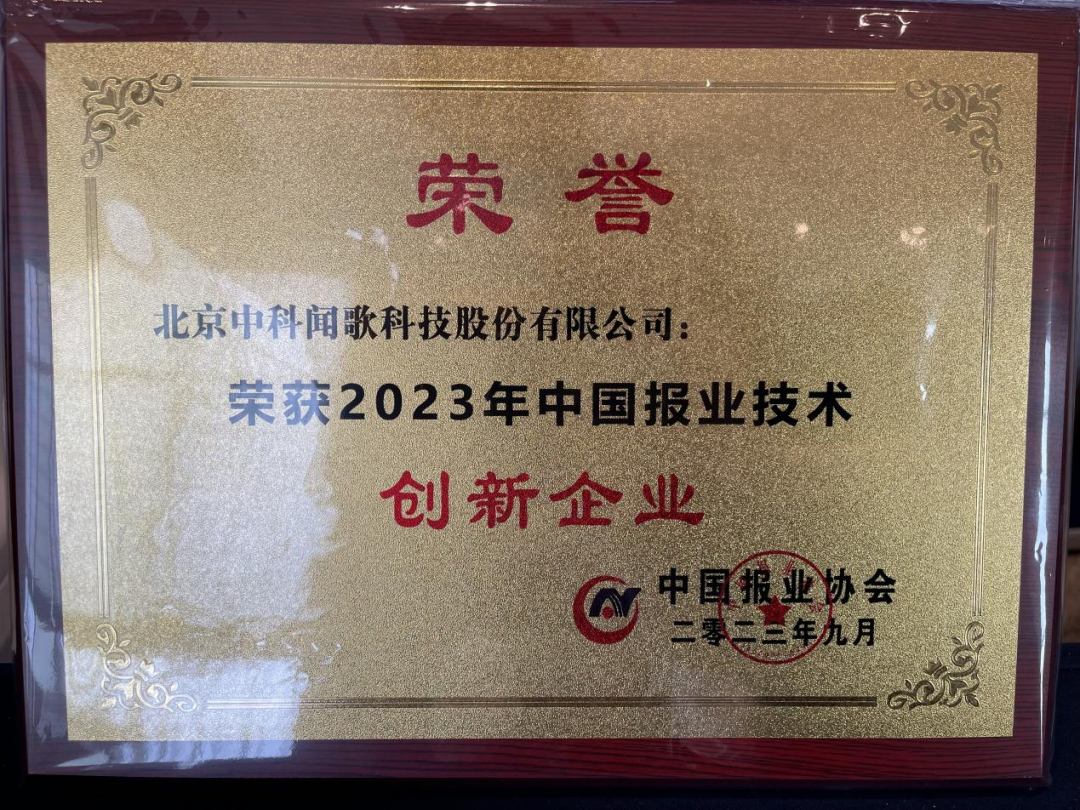 荣誉
北京中科闻歌科技股份有限公司：
荣获2023年中国报业技术
创新企业
中国报业协会
二零二三年九月